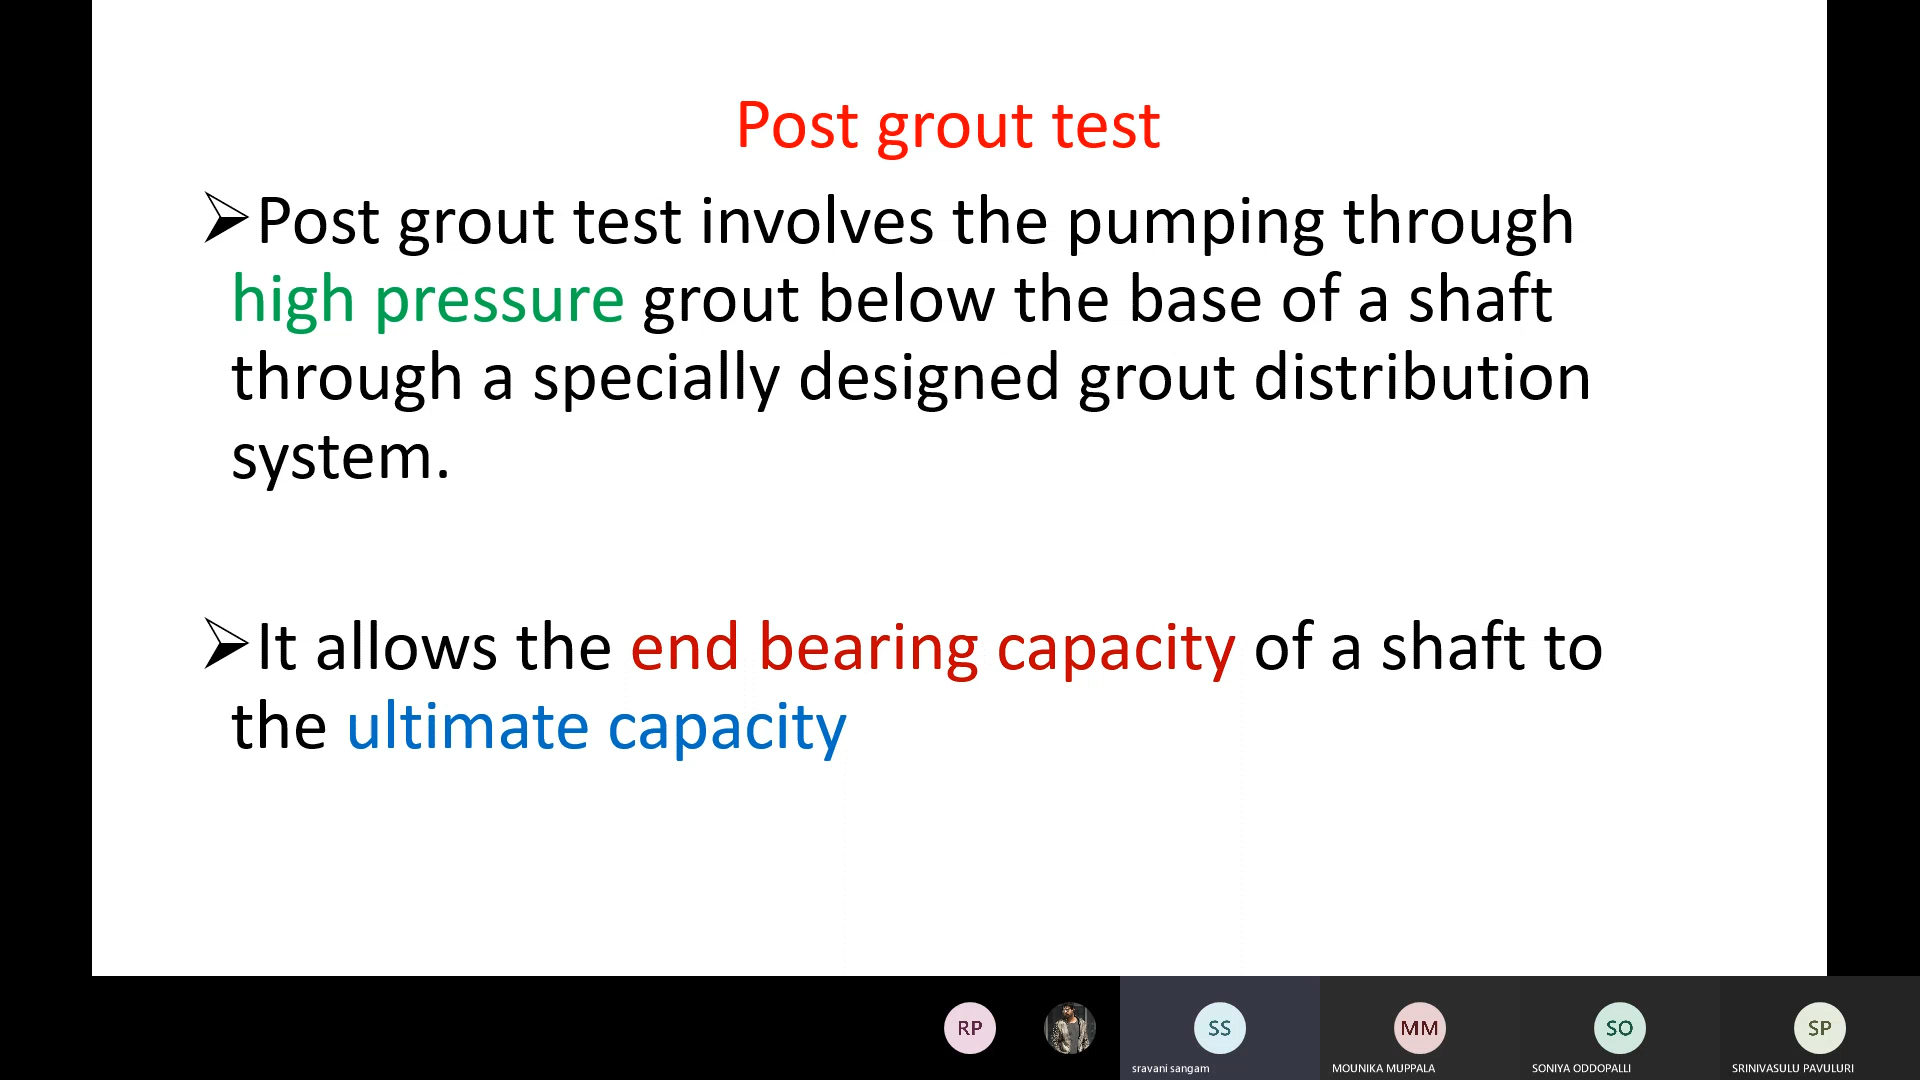 Post grout test
➢Post grout test involves the pumping through
high pressure grout below the base of a shaft
through a specially designed grout distribution
system.
➢It allows the end bearing capacity of a shaft to
the ultimate capacity
RP
SS
MM
SO
SP
sravani sangam
MOUNIKA MUPPALA
SONIYA ODDOPALLI
SRINIVASULU PAVULURI